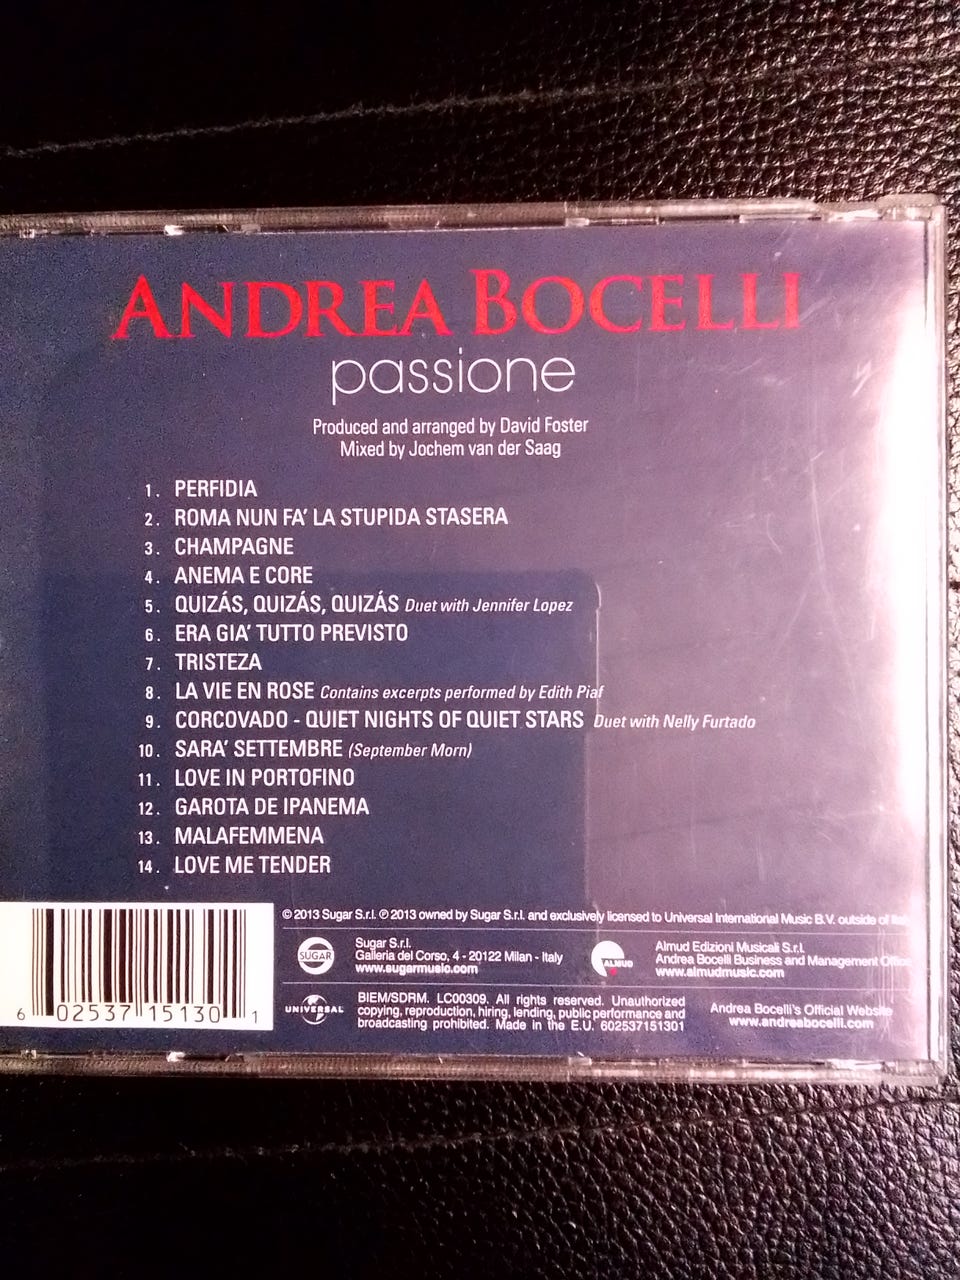 ANDREA BOCELLI
passione
Produced and arranged by David Foster
Mixed by Jochem van der Saag
1. PERFIDIA
2. ROMA NUN FA' LA STUPIDA STASERA
3. CHAMPAGNE
4. ANEMA E CORE
5. QUIZÁS, QUIZÁS, QUIZÁS Duet with Jennifer Lopez
6. ERA GIA' TUTTO PREVISTO
7. TRISTEZA
8. LA VIE EN ROSE Contains excerpts performed by Edith Piaf
9. CORCOVADO - QUIET NIGHTS OF QUIET STARS Duet with Nelly Furtado
10. SARA' SETTEMBRE (September Morn)
11. LOVE IN PORTOFINO
12. GAROTA DE IPANEMA
13. MALAFEMMENA
14. LOVE ME TENDER
6 02537 15130 1
© 2013 Sugar S.r.l. ℗ 2013 owned by Sugar S.r.l. and exclusively licensed to Universal International Music B.V. outside of
SUGAR
Sugar S.r.l.
Galleria del Corso, 4 - 20122 Milan - Italy
www.sugarmusic.com
ALMUD
Almud Edizioni Musicali S.r.l.
Andrea Bocelli Business and Management Office
www.almudmusic.com
UNIVERSAL
BIEM/SDRM. LC00309. All rights reserved. Unauthorized
copying, reproduction, hiring, lending, public performance and
broadcasting prohibited. Made in the E.U. 602537151301
Andrea Bocelli's Official Website
www.andreabocelli.com